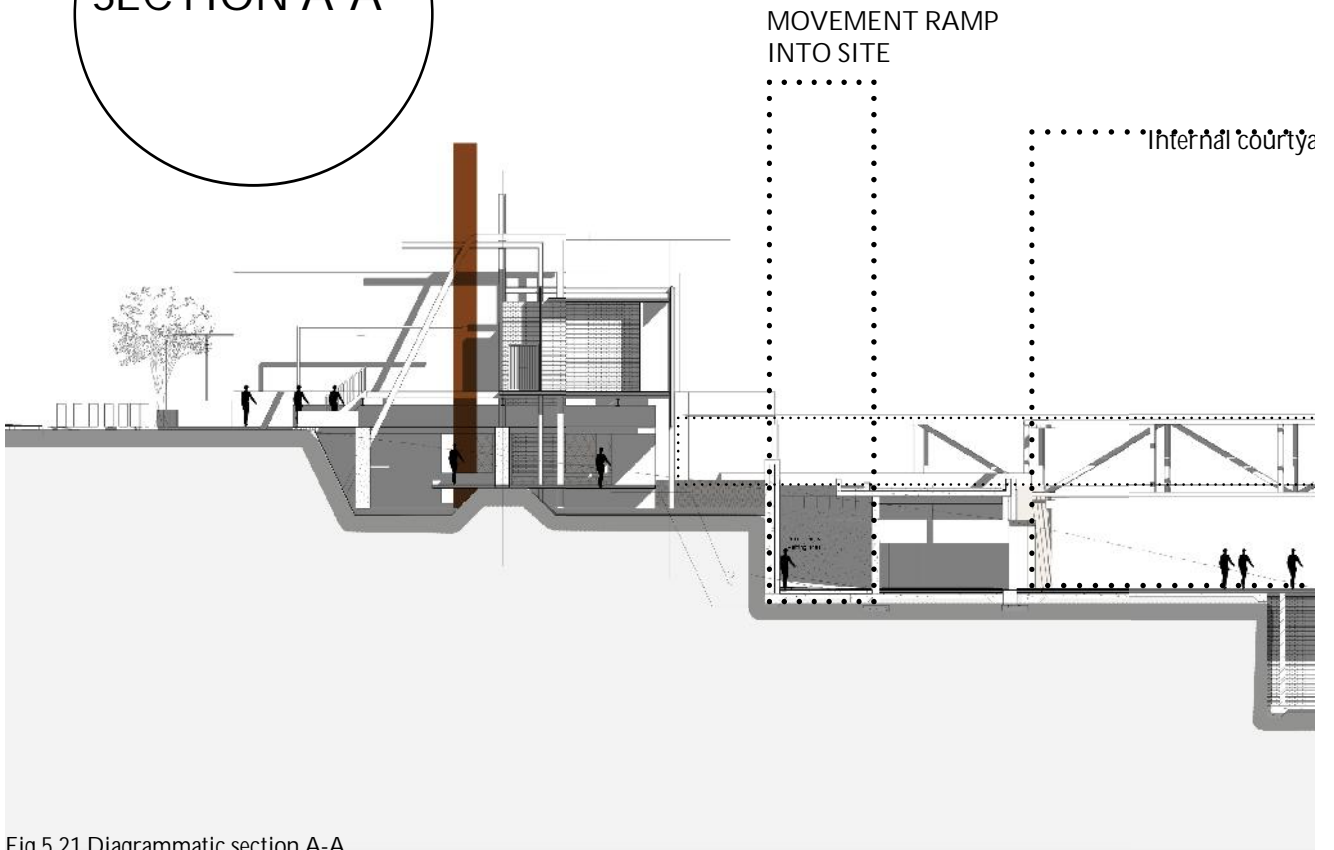 SECTION A-A
MOVEMENT RAMP
INTO SITE
Internal courtya
Fig 5.21 Diagrammatic section A-A